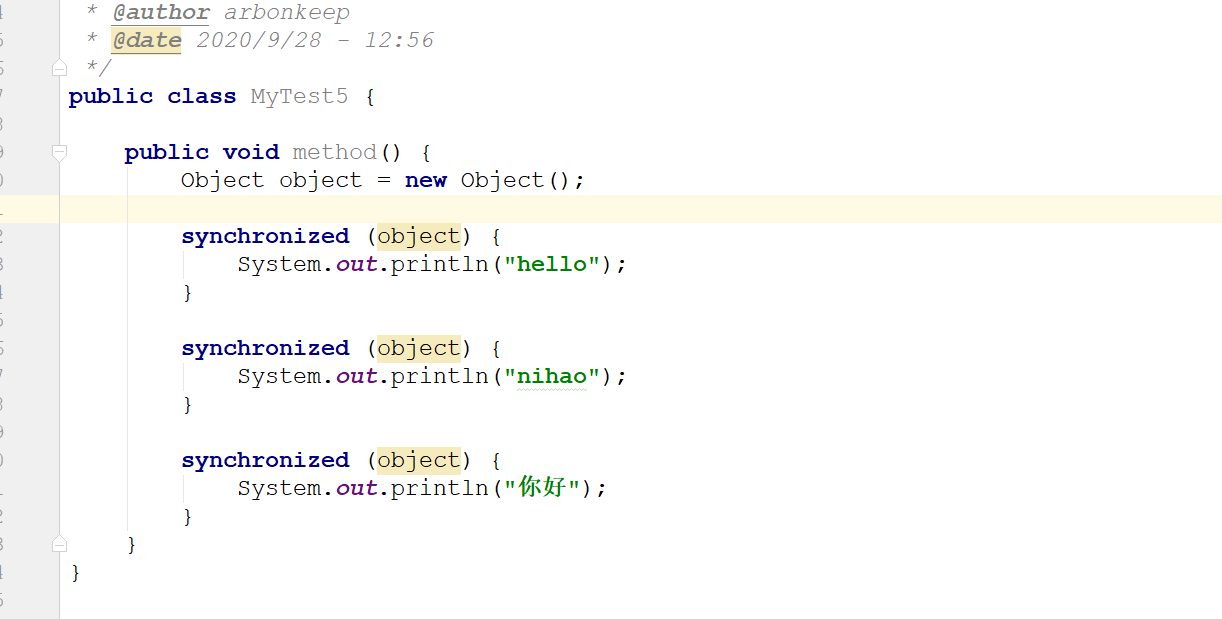 * @author arbonkeep
* @date 2020/9/28 - 12:56
*/
public class MyTest5 {
public void method() {
Object object = new Object();
synchronized (object) {
System.out.println("hello");
}
synchronized (object) {
System.out.println("nihao");
}
synchronized (object) {
System.out.println("你好");
}
}
}